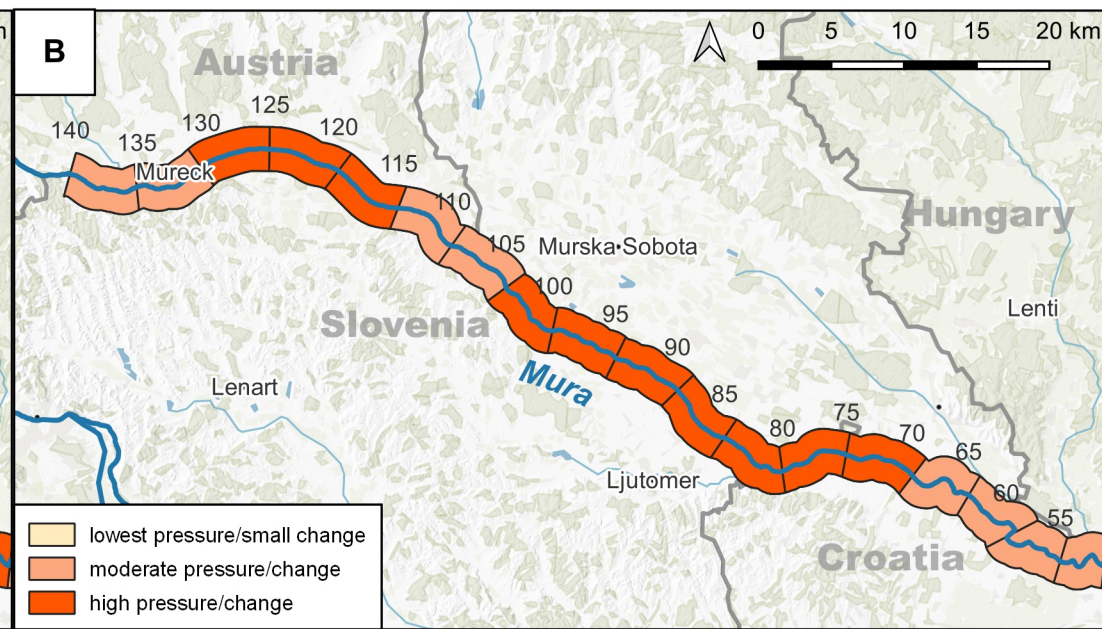 m
B
0 5 10 15 20 km
Austria
125
140
135
130
120
115
Mureck
110
Hungary
105
Murska Sobota
100
Lenti
95
Slovenia
90
Mura
Lenart
85
75
80
70
65
Ljutomer
60
55
Croatia
lowest pressure/small change
moderate pressure/change
high pressure/change